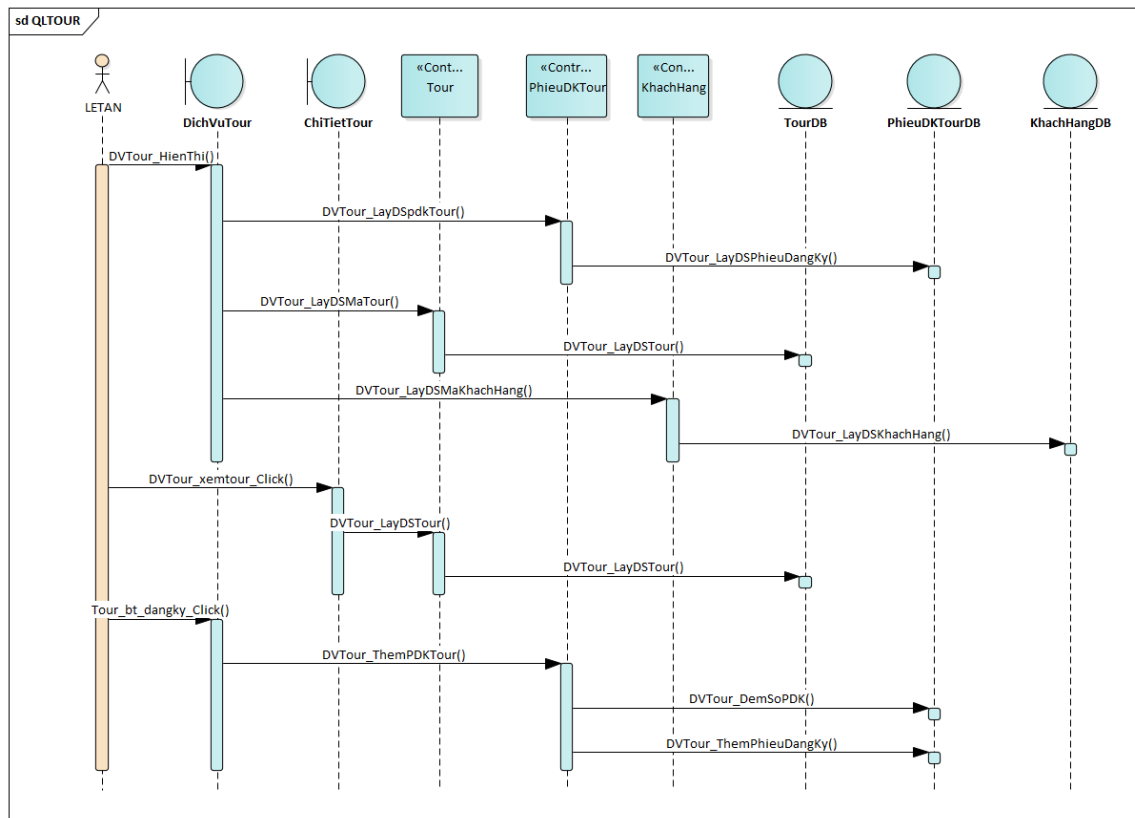 sd QLTOUR
LETAN
DichVuTour
ChiTietTour
«Cont...
Tour
«Contr...
PhieuDKTour
«Con...
KhachHang
TourDB
PhieuDKTourDB
KhachHangDB
DVTour_HienThi()
DVTour_LayDSpdkTour()
DVTour_LayDSPhieuDangKy()
DVTour_LayDSMaTour()
DVTour_LayDSTour()
DVTour_LayDSMaKhachHang()
DVTour_LayDSKhachHang()
DVTour_xemtour_Click()
DVTour_LayDSTour()
DVTour_LayDSTour()
Tour_bt_dangky_Click()
DVTour_ThemPDKTour()
DVTour_DemSoPDK()
DVTour_ThemPhieuDangKy()